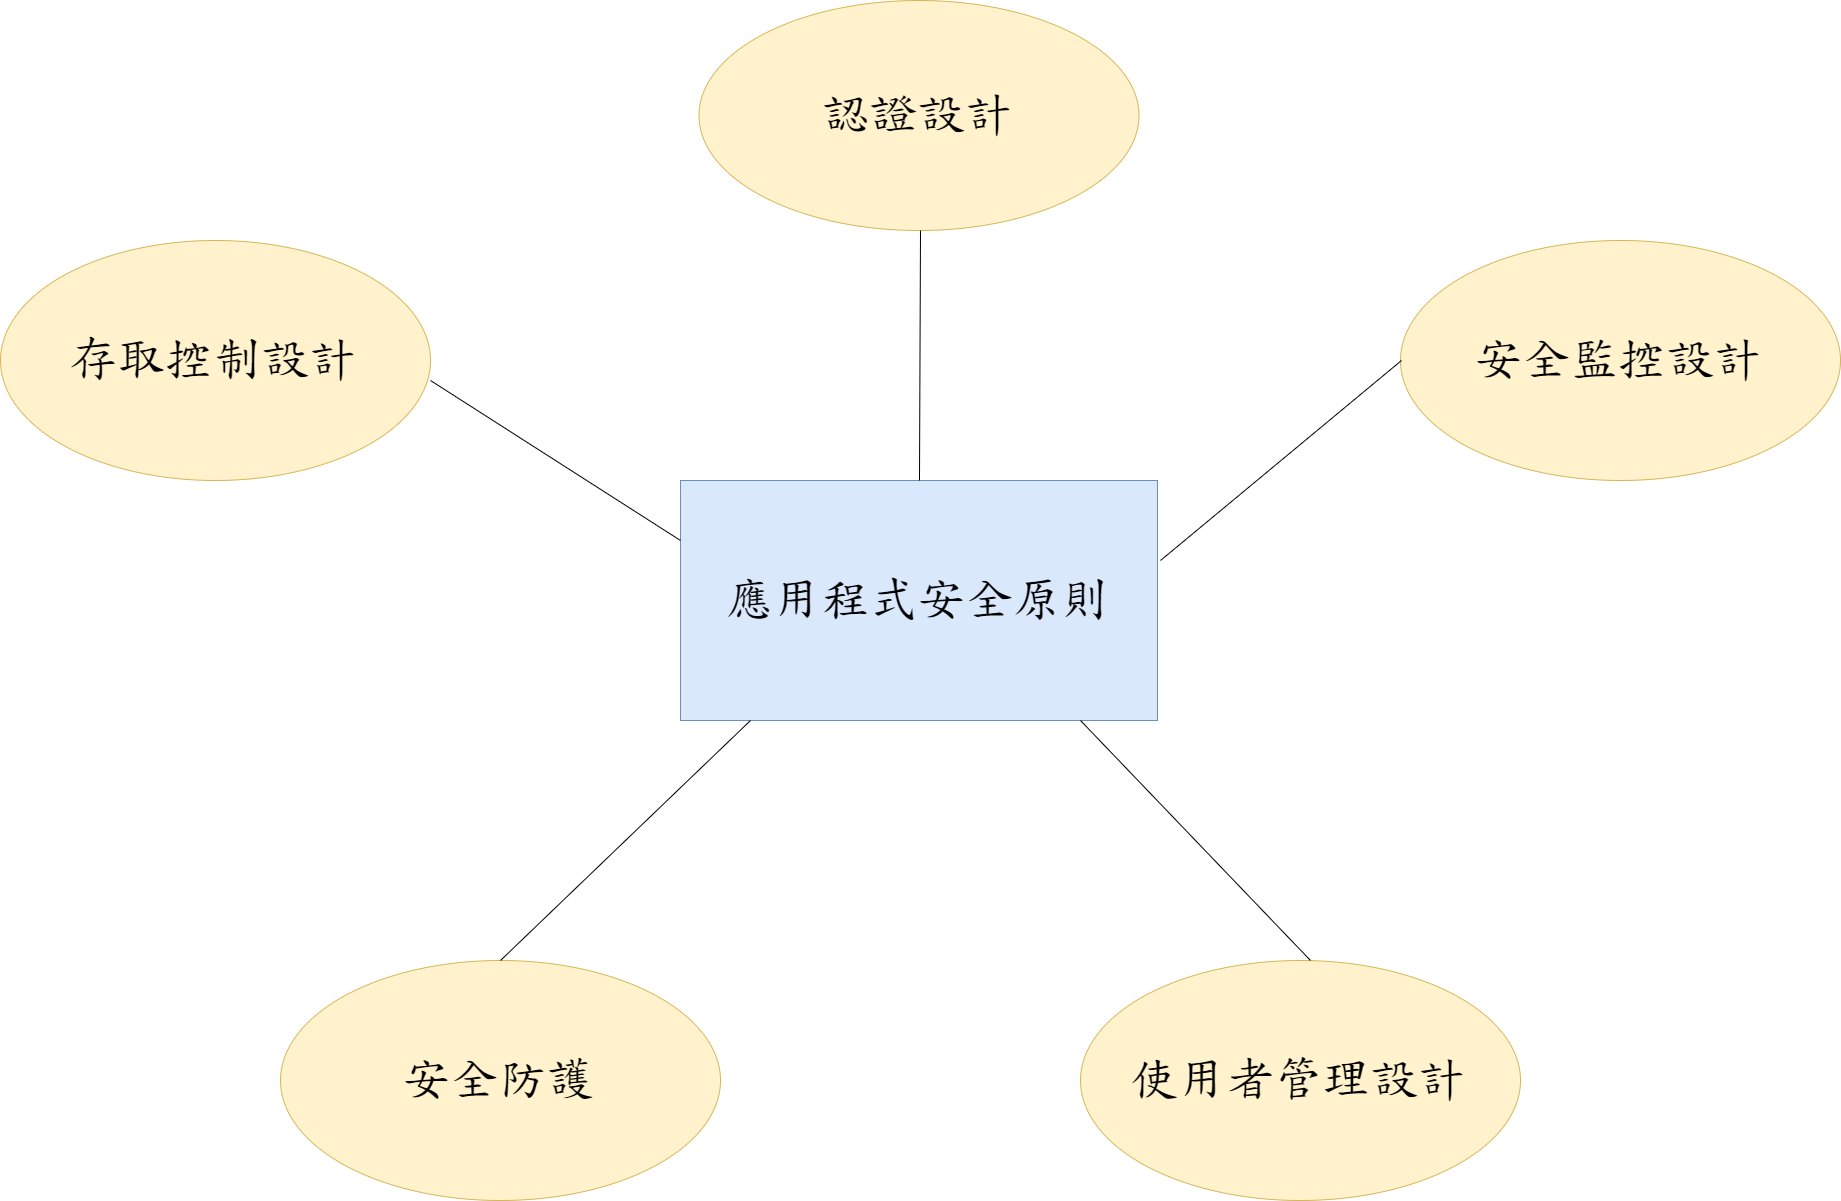 認證設計
存取控制設計
安全監控設計
應用程式安全原則
安全防護
使用者管理設計